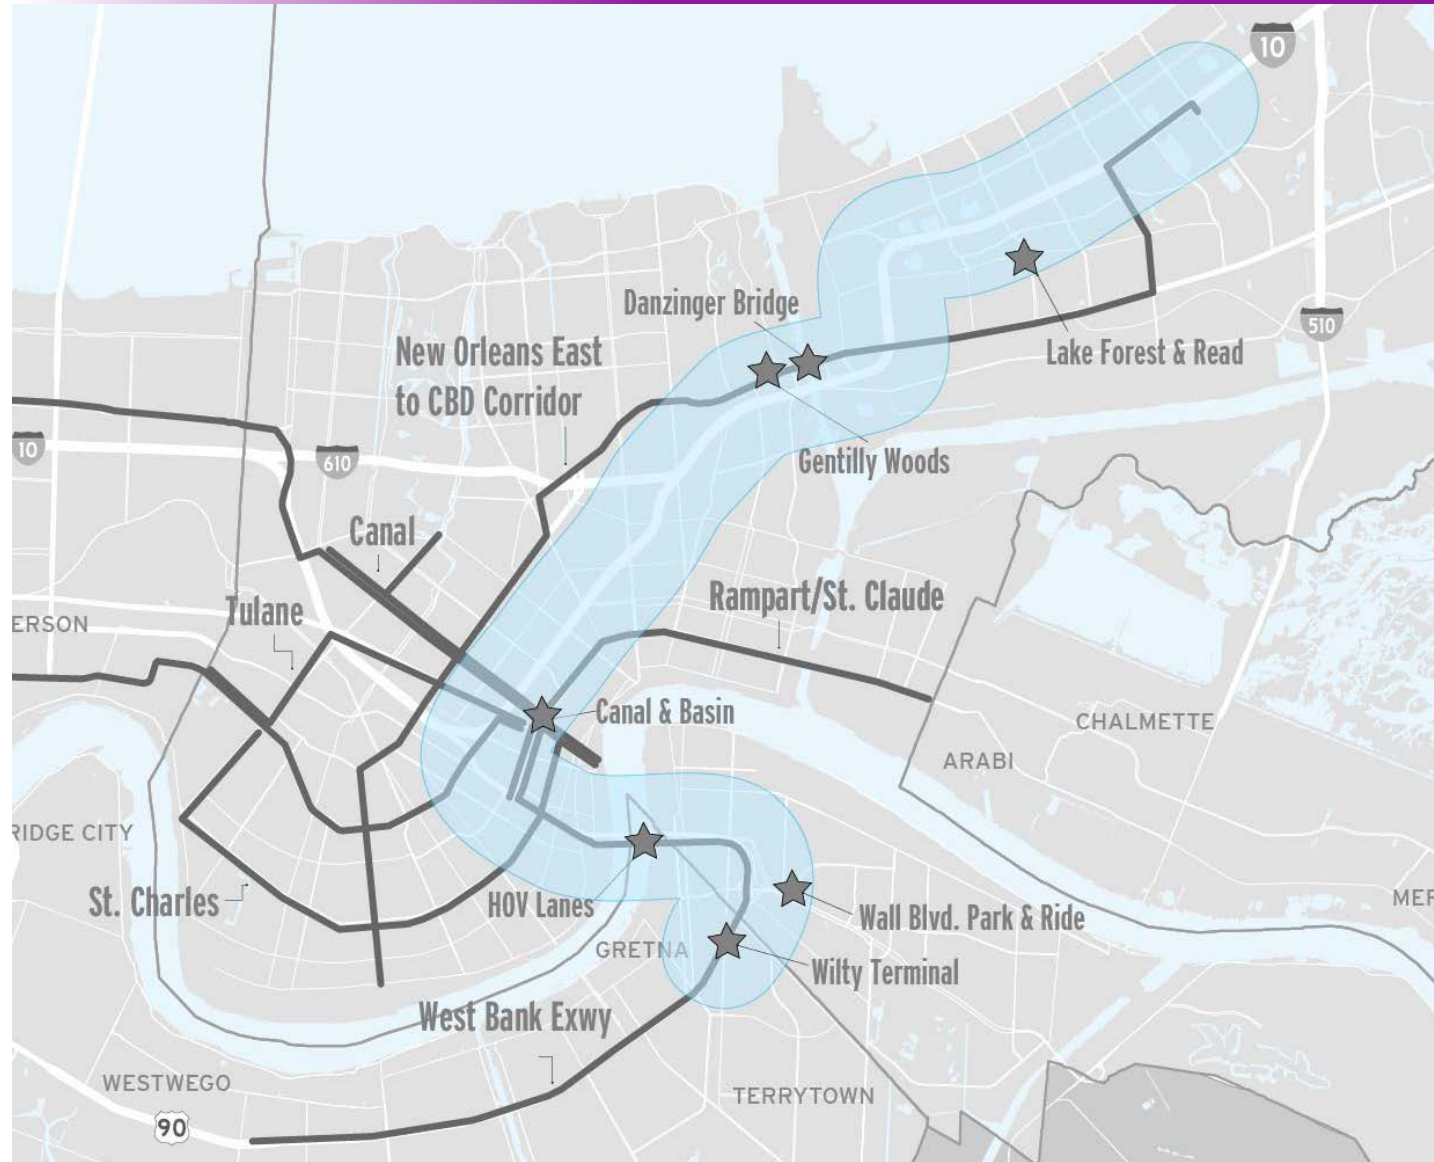 10
Danzinger Bridge
510
Lake Forest & Read
New Orleans East
to CBD Corridor
10
610
Gentilly Woods
Canal
Tulane
Rampart/St. Claude
ERSON
Canal & Basin
CHALMETTE
ARABI
RIDGE CITY
St. Charles
HOV Lanes
MER
Wall Blvd. Park & Ride
GRETNA
Wilty Terminal
West Bank Exwy
WESTWEGO
TERRYTOWN
90